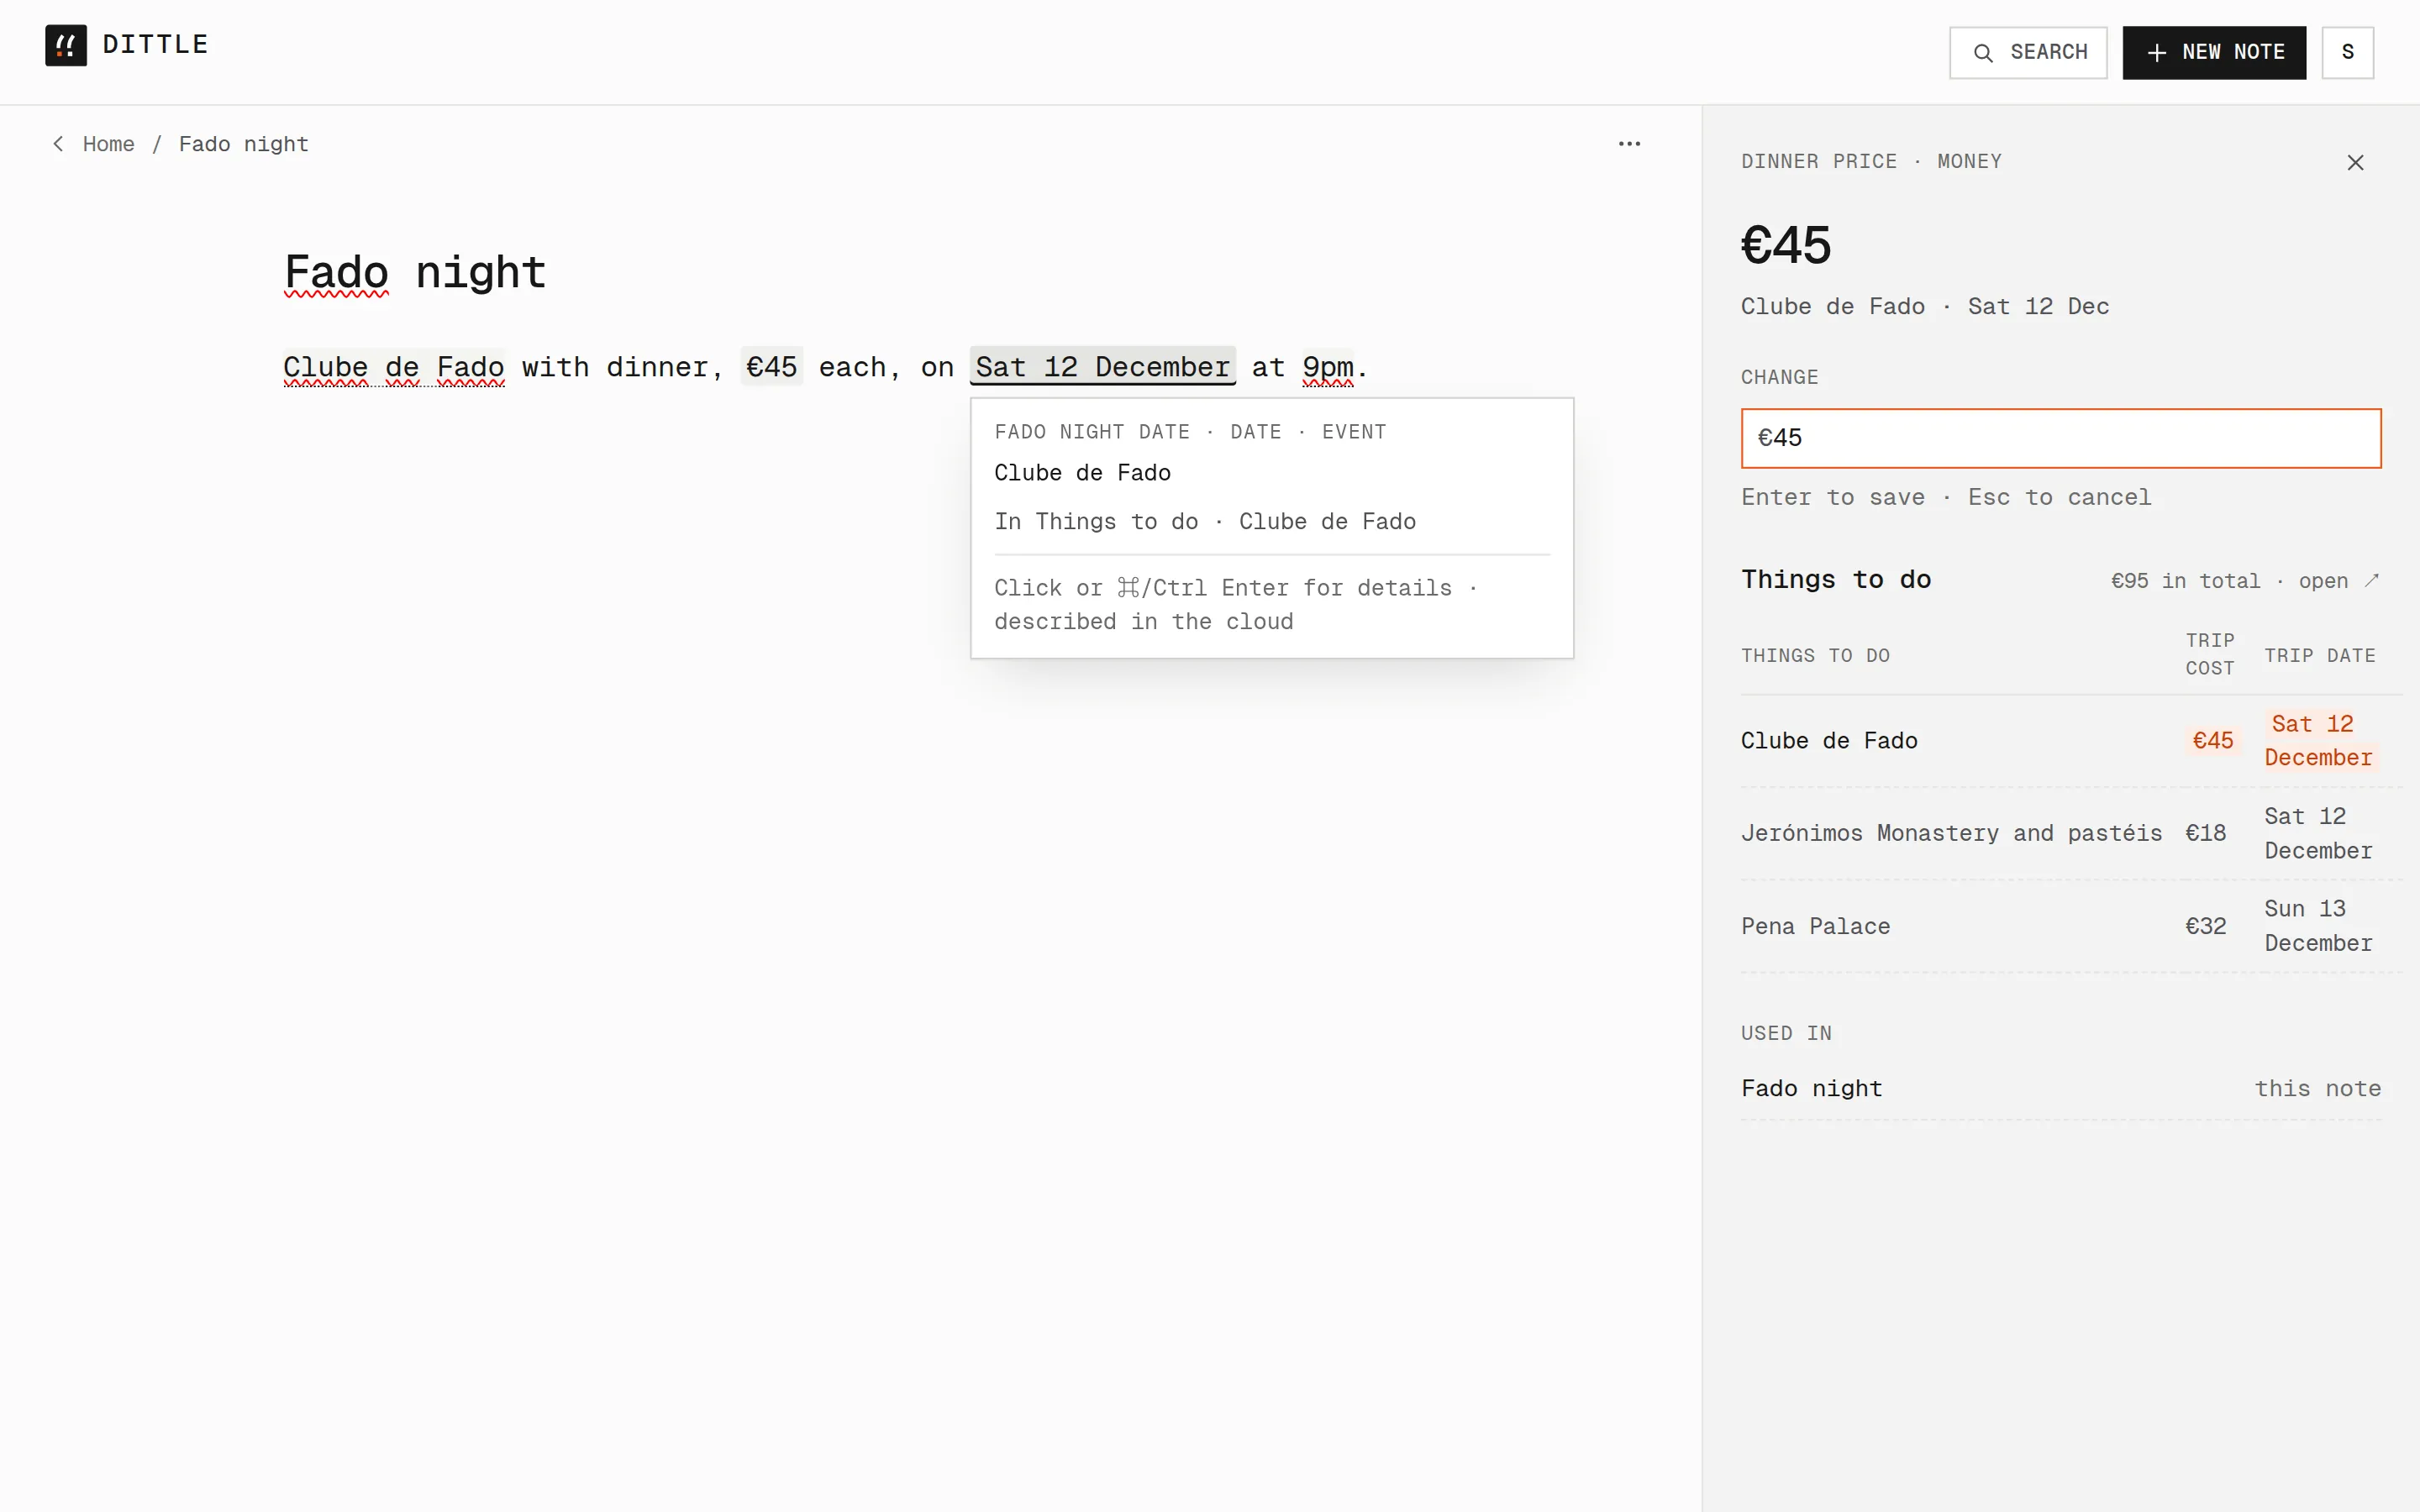 DITTLE
SEARCH
NEW NOTE
S
Home / Fado night
Fado night
Clube de Fado with dinner, €45 each, on Sat 12 December at 9pm.
FADO NIGHT DATE · DATE · EVENT
Clube de Fado
In Things to do · Clube de Fado
Click or ⌘/Ctrl Enter for details ·
described in the cloud
DINNER PRICE · MONEY
€45
Clube de Fado · Sat 12 Dec
CHANGE
€45
Enter to save · Esc to cancel
Things to do €95 in total · open ↗
THINGS TO DO TRIP COST TRIP DATE
Clube de Fado €45 Sat 12 December
Jerónimos Monastery and pastéis €18 Sat 12 December
Pena Palace €32 Sun 13 December
USED IN
Fado night this note